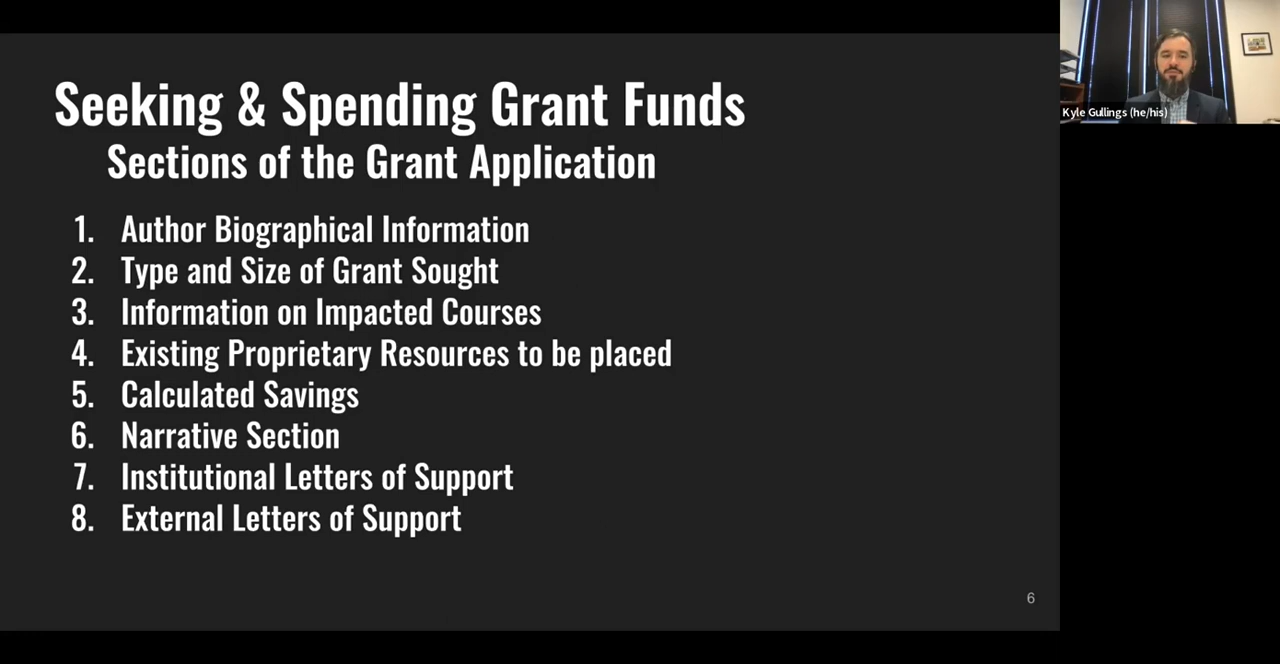 Seeking & Spending Grant Funds
Sections of the Grant Application
1. Author Biographical Information
2. Type and Size of Grant Sought
3. Information on Impacted Courses
4. Existing Proprietary Resources to be placed
5. Calculated Savings
6. Narrative Section
7. Institutional Letters of Support
8. External Letters of Support
6
Kyle Gullings (he/his)